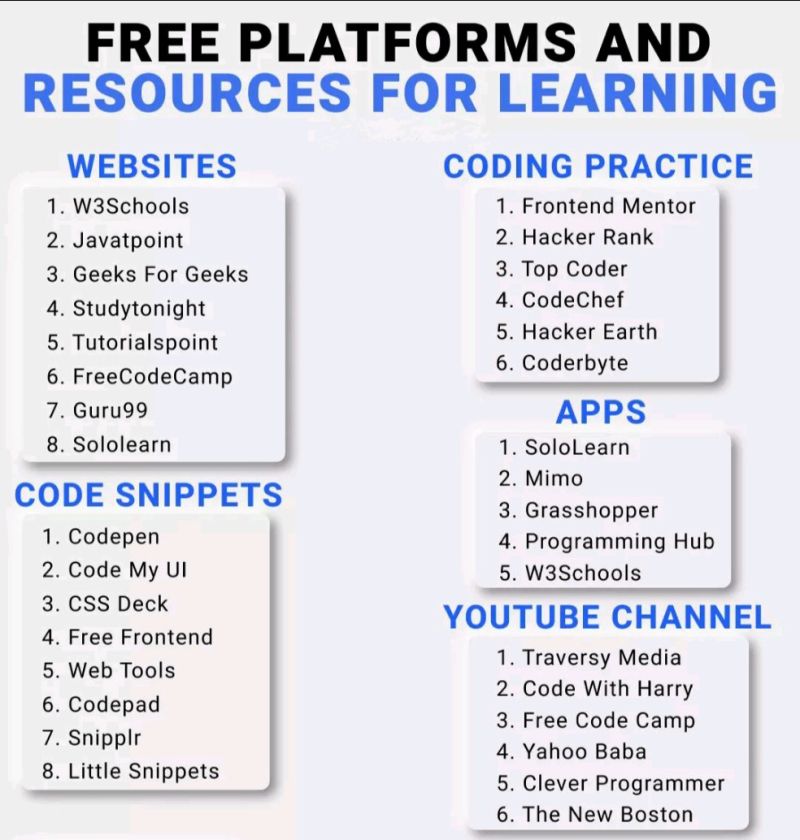 FREE PLATFORMS AND
RESOURCES FOR LEARNING
WEBSITES
1. W3Schools
2. Javatpoint
3. Geeks For Geeks
4. Studytonight
5. Tutorialspoint
6. FreeCodeCamp
7. Guru99
8. Sololearn
CODE SNIPPETS
1. Codepen
2. Code My UI
3. CSS Deck
4. Free Frontend
5. Web Tools
6. Codepad
7. Snipplr
8. Little Snippets
CODING PRACTICE
1. Frontend Mentor
2. Hacker Rank
3. Top Coder
4. CodeChef
5. Hacker Earth
6. Coderbyte
APPS
1. SoloLearn
2. Mimo
3. Grasshopper
4. Programming Hub
5. W3Schools
YOUTUBE CHANNEL
1. Traversy Media
2. Code With Harry
3. Free Code Camp
4. Yahoo Baba
5. Clever Programmer
6. The New Boston